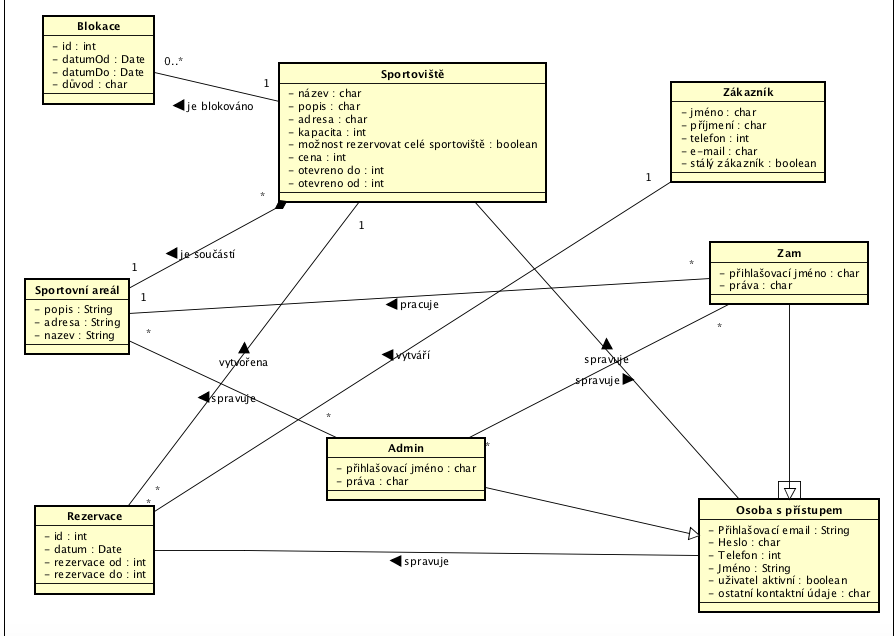 Blokace
- id : int
- datumOd : Date
- datumDo : Date
- důvod : char
0..*
1
je blokováno
Sportoviště
- název : char
- popis : char
- adresa : char
- kapacita : int
- možnost rezervovat celé sportoviště : boolean
- cena : int
- otevreno do : int
- otevreno od : int
Zákazník
- jméno : char
- příjmení : char
- telefon : int
- e-mail : char
- stálý zákazník : boolean
1
*
1
je součástí
1
Zam
- přihlašovací jméno : char
- práva : char
*
*
Sportovní areál
- popis : String
- adresa : String
- nazev : String
1
*
pracuje
vytvořena
vytváří
spravuje
spravuje
spravuje
*
*
Admin
- přihlašovací jméno : char
- práva : char
*
*
Rezervace
- id : int
- datum : Date
- rezervace od : int
- rezervace do : int
spravuje
Osoba s přístupem
- Přihlašovací email : String
- Heslo : char
- Telefon : int
- Jméno : String
- uživatel aktivní : boolean
- ostatní kontaktní údaje : char